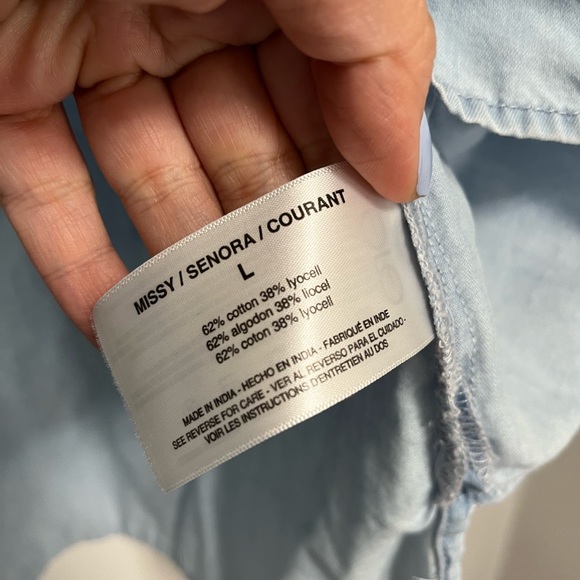 MISSY / SENORA / COURANT
L
62% cotton 38% lyocell
62% algodon 38% liocel
62% coton 38% lyocell
MADE IN INDIA - HECHO EN INDIA - FABRIQUÉ EN INDE
SEE REVERSE FOR CARE - VER AL REVERSO PARA EL CUIDADO -
VOIR LES INSTRUCTIONS D'ENTRETIEN AU DOS